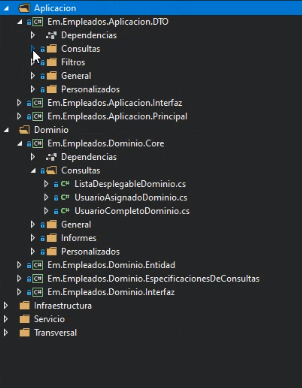 Aplicacion
Em.Empleados.Aplicacion.DTO
Dependencias
Consultas
Filtros
General
Personalizados
Em.Empleados.Aplicacion.Interfaz
Em.Empleados.Aplicacion.Principal
Dominio
Em.Empleados.Dominio.Core
Dependencias
Consultas
C# ListaDesplegableDominio.cs
C# UsuarioAsignadoDominio.cs
C# UsuarioCompletoDominio.cs
General
Informes
Personalizados
Em.Empleados.Dominio.Entidad
Em.Empleados.Dominio.EspecificacionesDeConsultas
Em.Empleados.Dominio.Interfaz
Infraestructura
Servicio
Transversal